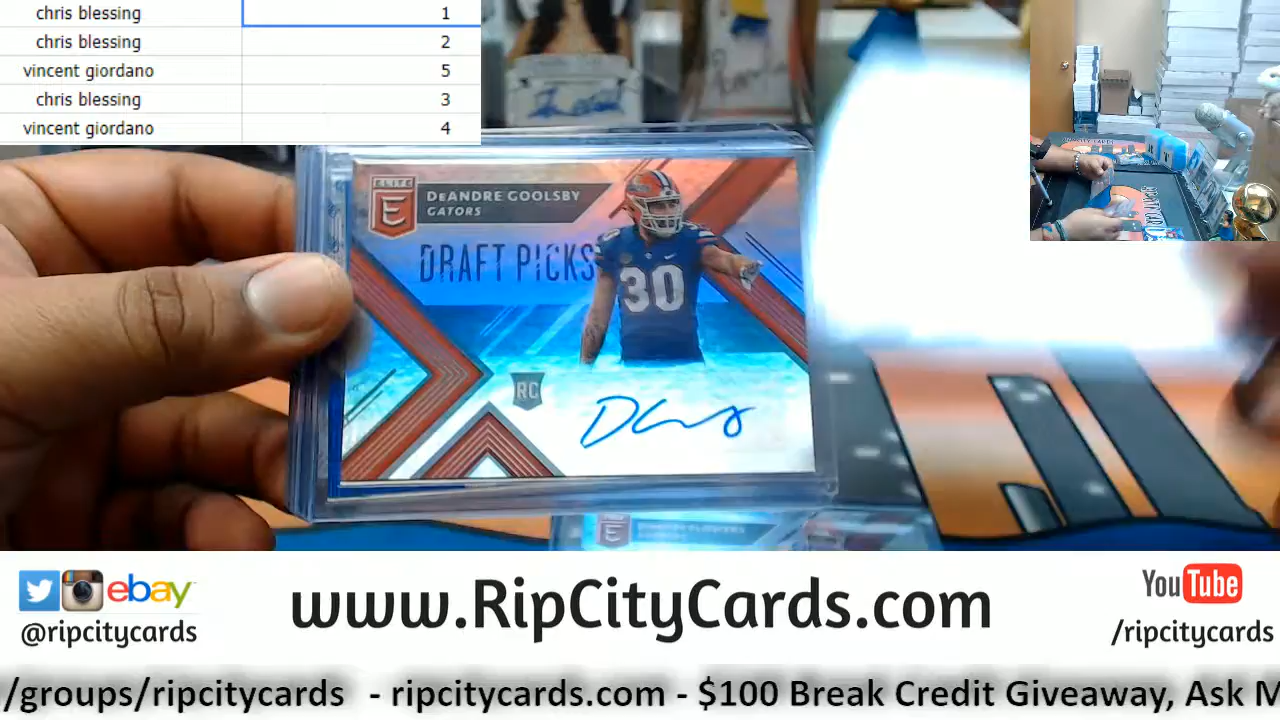 chris blessing 1
chris blessing 2
vincent giordano 5
chris blessing 3
vincent giordano 4
ELITE
E
DEANDRE GOOLSBY
GATORS
DRAFT PICKS
30
RC
ebay
@ripcitycards
www.RipCityCards.com
YouTube
/ripcitycards
/groups/ripcitycards - ripcitycards.com - $100 Break Credit Giveaway, Ask M